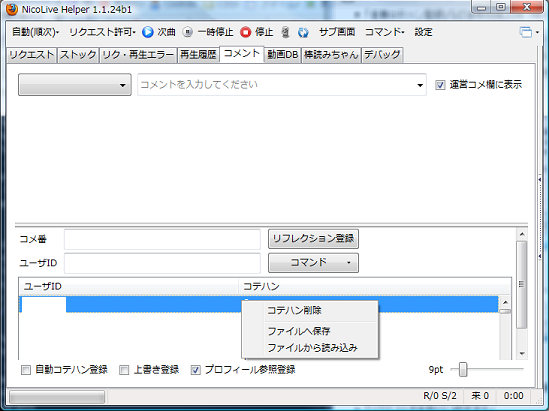 NicoLive Helper 1.1.24b1
自動(順次) リクエスト許可 次曲 一時停止 停止 サブ画面 コマンド 設定
リクエスト ストック リク・再生エラー 再生履歴 コメント 動画DB 棒読みちゃん デバッグ
コメントを入力してください 運営コメ欄に表示
コメ番 リフレクション登録
ユーザID コマンド
ユーザID コテハン
コテハン削除
ファイルへ保存
ファイルから読み込み
自動コテハン登録 上書き登録 プロフィール参照登録 9pt
R/0 S/2 未 0 0:00